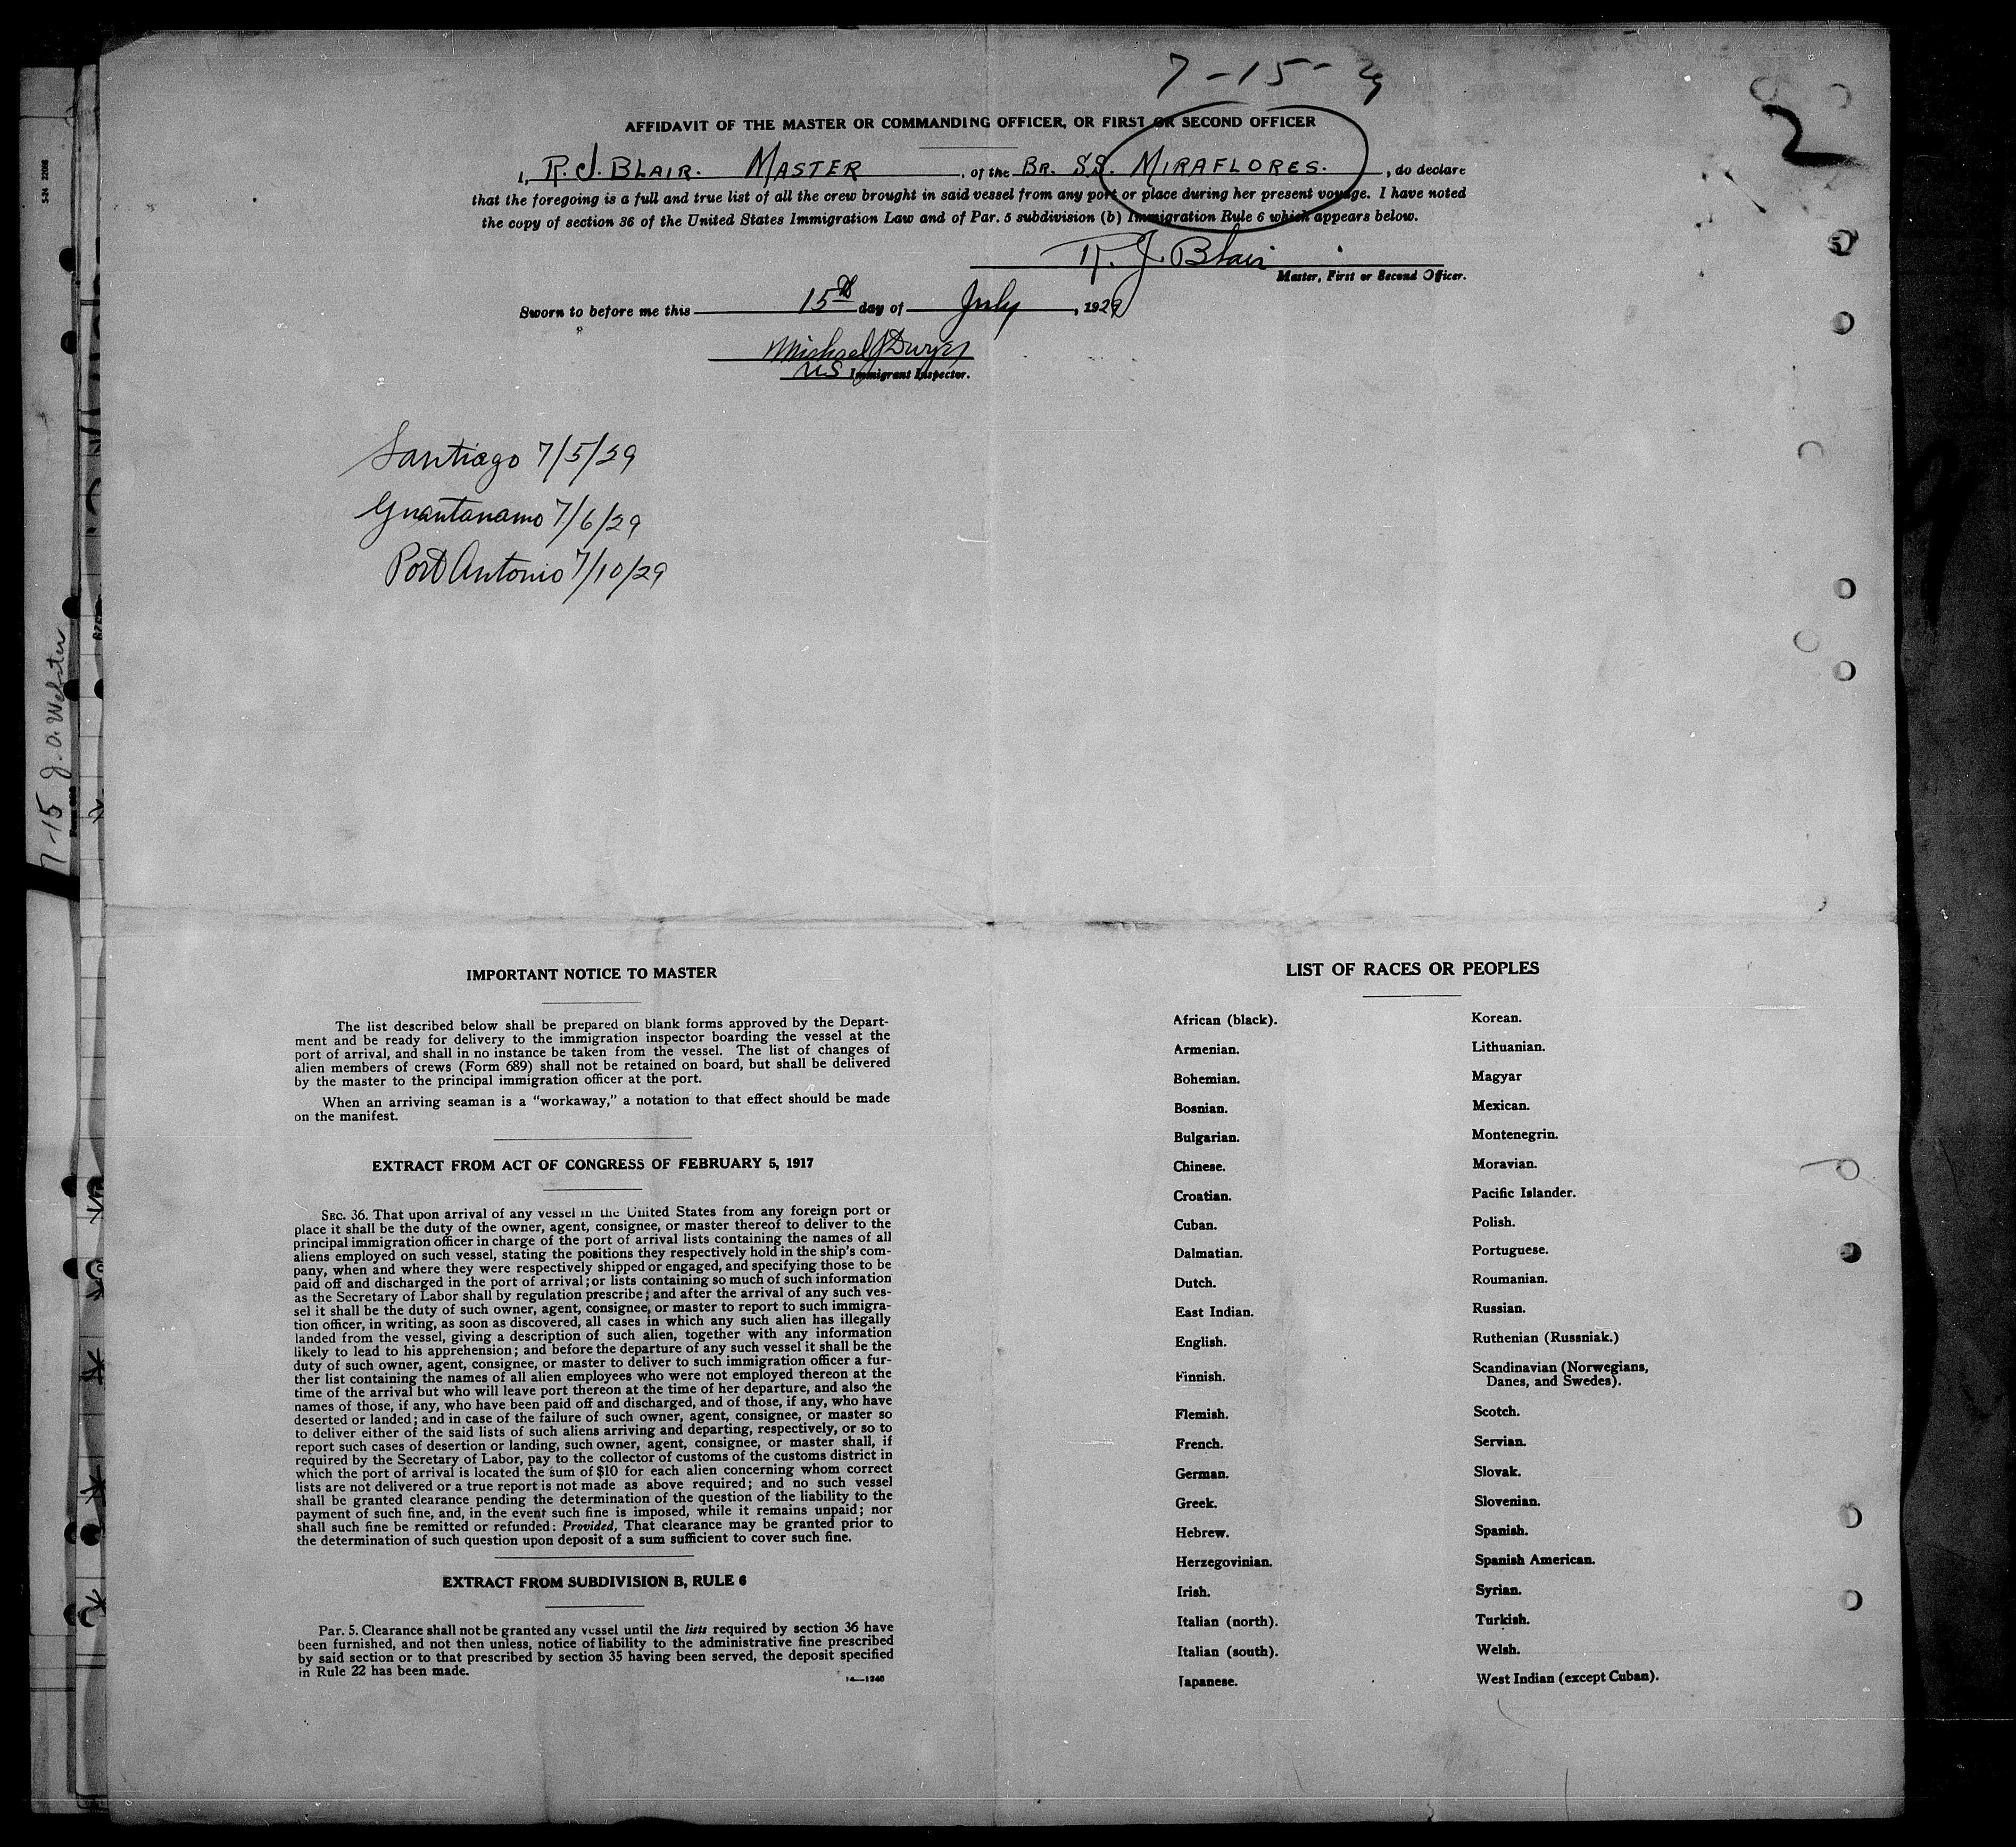 7-15-29
2
AFFIDAVIT OF THE MASTER OR COMMANDING OFFICER, OR FIRST OR SECOND OFFICER
I, R. J. BLAIR. MASTER, of the BR. SS. MIRAFLORES., do declare
that the foregoing is a full and true list of all the crew brought in said vessel from any port or place during her present voyage. I have noted
the copy of section 36 of the United States Immigration Law and of Par. 5 subdivision (b) Immigration Rule 6 which appears below.
R. J. Blair
Master, First or Second Officer.
Sworn to before me this 15th day of July, 1929
Michael J Dwyer
US Immigrant Inspector.
Santiago 7/5/29
Guantanamo 7/6/29
Port Antonio 7/10/29
7-15 J. O. Webster
IMPORTANT NOTICE TO MASTER
The list described below shall be prepared on blank forms approved by the Depart-
ment and be ready for delivery to the immigration inspector boarding the vessel at the
port of arrival, and shall in no instance be taken from the vessel. The list of changes of
alien members of crews (Form 689) shall not be retained on board, but shall be delivered
by the master to the principal immigration officer at the port.
When an arriving seaman is a “workaway,” a notation to that effect should be made
on the manifest.
EXTRACT FROM ACT OF CONGRESS OF FEBRUARY 5, 1917
SEC. 36. That upon arrival of any vessel in the United States from any foreign port or
place it shall be the duty of the owner, agent, consignee, or master thereof to deliver to the
principal immigration officer in charge of the port of arrival lists containing the names of all
aliens employed on such vessel, stating the positions they respectively hold in the ship's com-
pany, when and where they were respectively shipped or engaged, and specifying those to be
paid off and discharged in the port of arrival; or lists containing so much of such information
as the Secretary of Labor shall by regulation prescribe; and after the arrival of any such ves-
sel it shall be the duty of such owner, agent, consignee, or master to report to such immigra-
tion officer, in writing, as soon as discovered, all cases in which any such alien has illegally
landed from the vessel, giving a description of such alien, together with any information
likely to lead to his apprehension; and before the departure of any such vessel it shall be the
duty of such owner, agent, consignee, or master to deliver to such immigration officer a fur-
ther list containing the names of all alien employees who were not employed thereon at the
time of the arrival but who will leave port thereon at the time of her departure, and also the
names of those, if any, who have been paid off and discharged, and of those, if any, who have
deserted or landed; and in case of the failure of such owner, agent, consignee, or master so
to deliver either of the said lists of such aliens arriving and departing, respectively, or so to
report such cases of desertion or landing, such owner, agent, consignee, or master shall, if
required by the Secretary of Labor, pay to the collector of customs of the customs district in
which the port of arrival is located the sum of $10 for each alien concerning whom correct
lists are not delivered or a true report is not made as above required; and no such vessel
shall be granted clearance pending the determination of the question of the liability to the
payment of such fine, and, in the event such fine is imposed, while it remains unpaid; nor
shall such fine be remitted or refunded: Provided, That clearance may be granted prior to
the determination of such question upon deposit of a sum sufficient to cover such fine.
EXTRACT FROM SUBDIVISION B, RULE 6
Par. 5. Clearance shall not be granted any vessel until the lists required by section 36 have
been furnished, and not then unless, notice of liability to the administrative fine prescribed
by said section or to that prescribed by section 35 having been served, the deposit specified
in Rule 22 has been made.
14—1240
LIST OF RACES OR PEOPLES
African (black).
Armenian.
Bohemian.
Bosnian.
Bulgarian.
Chinese.
Croatian.
Cuban.
Dalmatian.
Dutch.
East Indian.
English.
Finnish.
Flemish.
French.
German.
Greek.
Hebrew.
Herzegovinian.
Irish.
Italian (north).
Italian (south).
Japanese.
Korean.
Lithuanian.
Magyar
Mexican.
Montenegrin.
Moravian.
Pacific Islander.
Polish.
Portuguese.
Roumanian.
Russian.
Ruthenian (Russniak.)
Scandinavian (Norwegians,
Danes, and Swedes).
Scotch.
Servian.
Slovak.
Slovenian.
Spanish.
Spanish American.
Syrian.
Turkish.
Welsh.
West Indian (except Cuban).